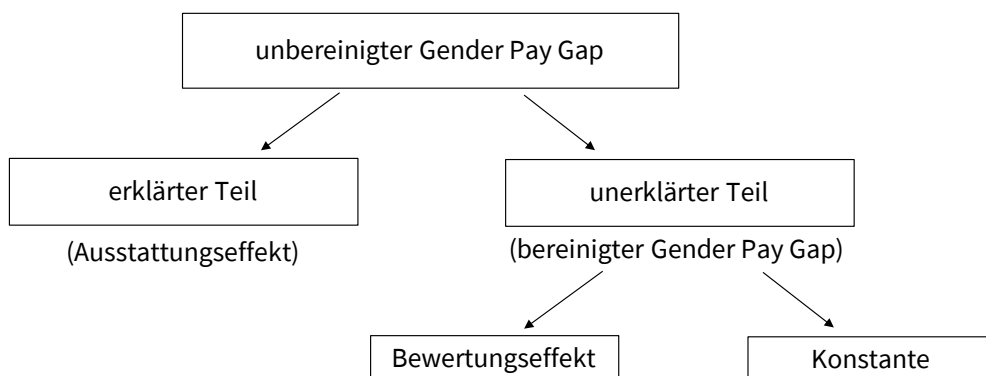 unbereinigter Gender Pay Gap
erklärter Teil
unerklärter Teil
(Ausstattungseffekt)
(bereinigter Gender Pay Gap)
Bewertungseffekt
Konstante